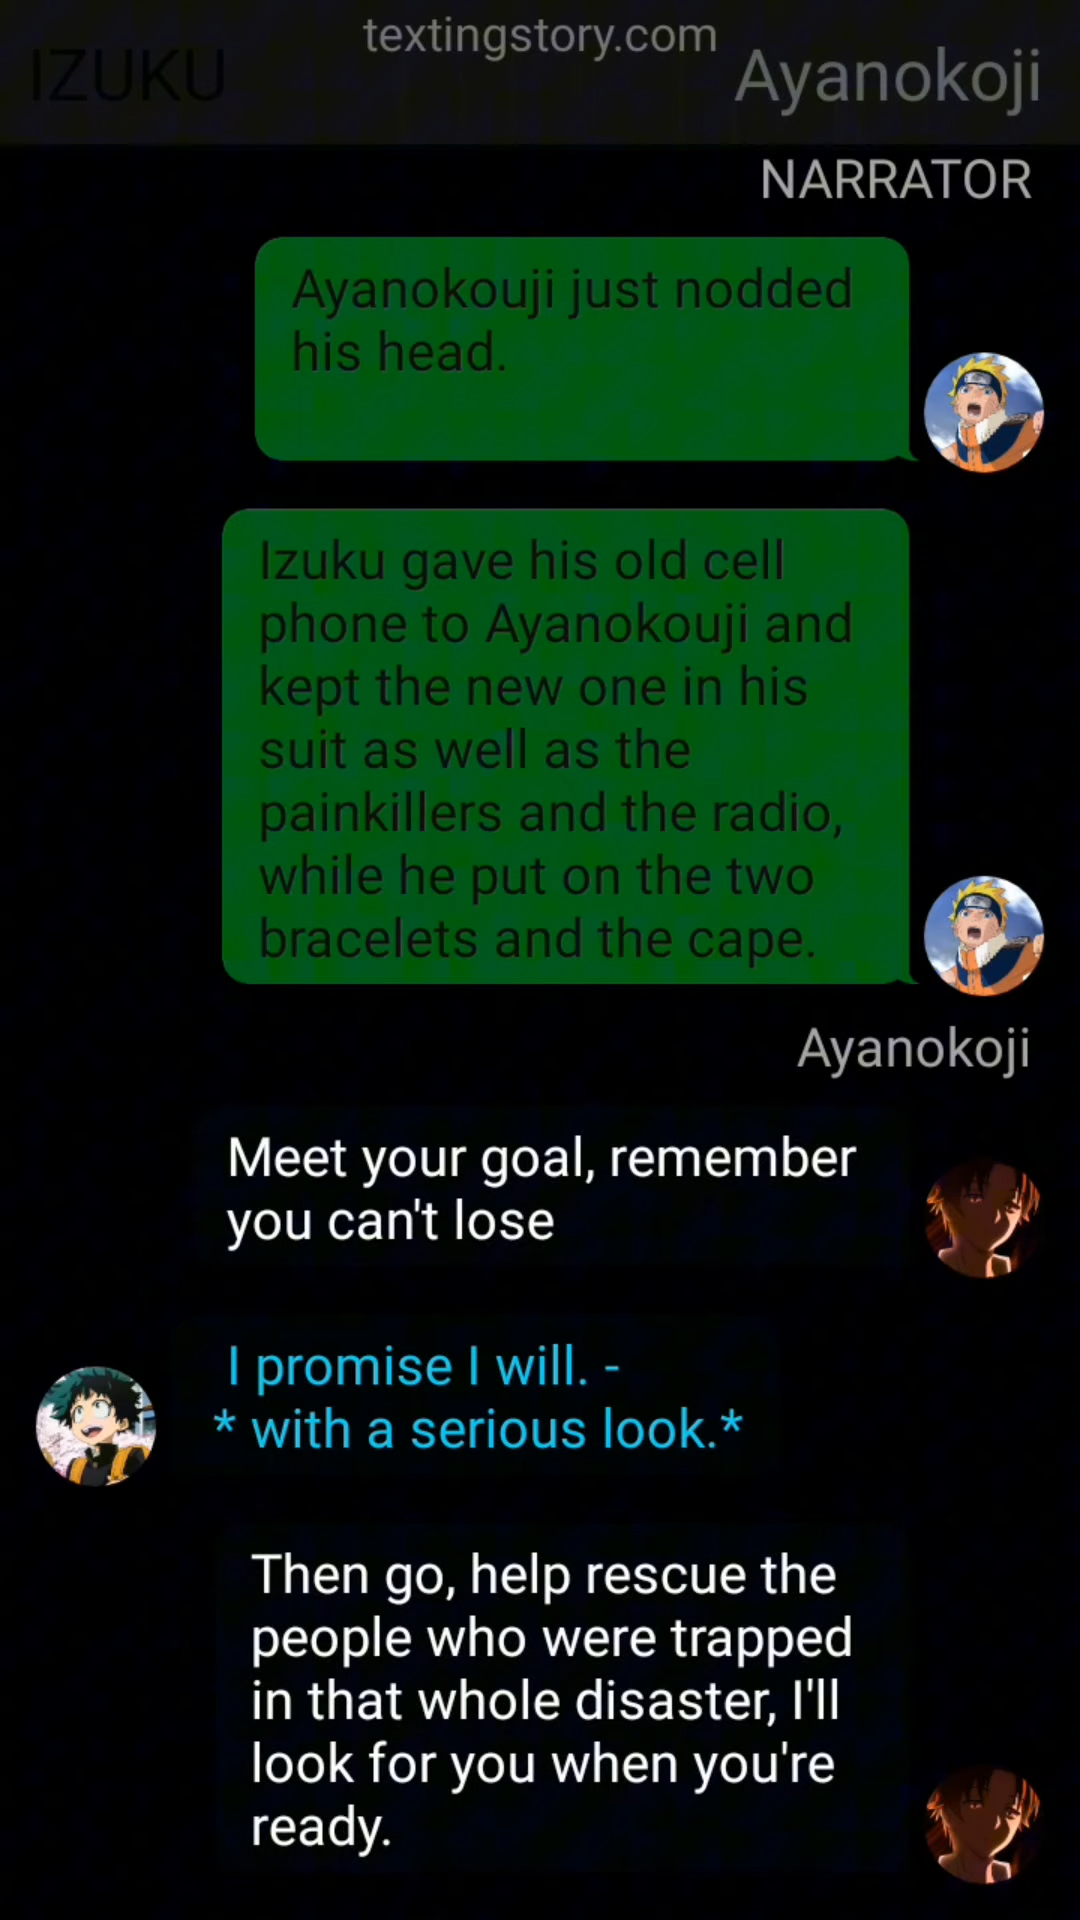 textingstory.com
IZUKU
Ayanokoji
NARRATOR
Ayanokouji just nodded
his head.
Izuku gave his old cell
phone to Ayanokouji and
kept the new one in his
suit as well as the
painkillers and the radio,
while he put on the two
bracelets and the cape.
Ayanokoji
Meet your goal, remember
you can't lose
I promise I will. -
* with a serious look.*
Then go, help rescue the
people who were trapped
in that whole disaster, I'll
look for you when you're
ready.